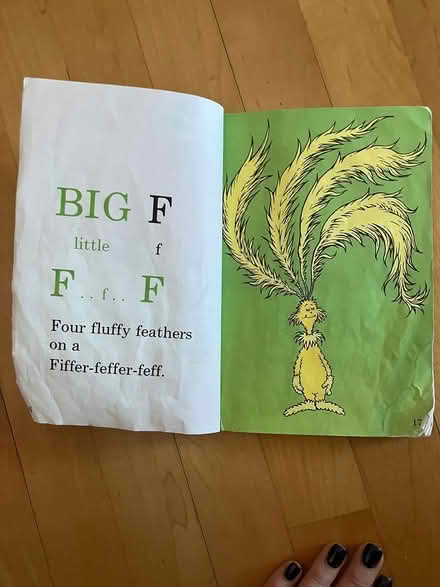 BIG F
little f
F . . f . . F
Four fluffy feathers
on a
Fiffer-feffer-feff.
17